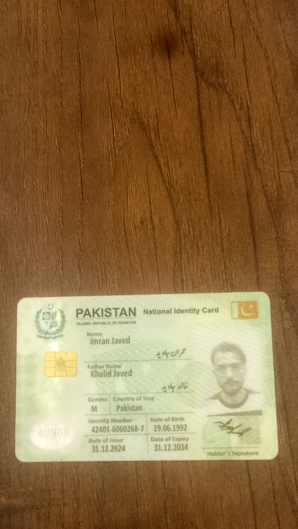 PAKISTAN National Identity Card
ISLAMIC REPUBLIC OF PAKISTAN
Name
Imran Javed
عمران جاوید
Father Name
Khalid Javed
خالد جاوید
Gender Country of Stay
M Pakistan
Identity Number Date of Birth
42401-6060268-7 19.06.1992
Date of Issue Date of Expiry
31.12.2024 31.12.2034
Holder's Signature